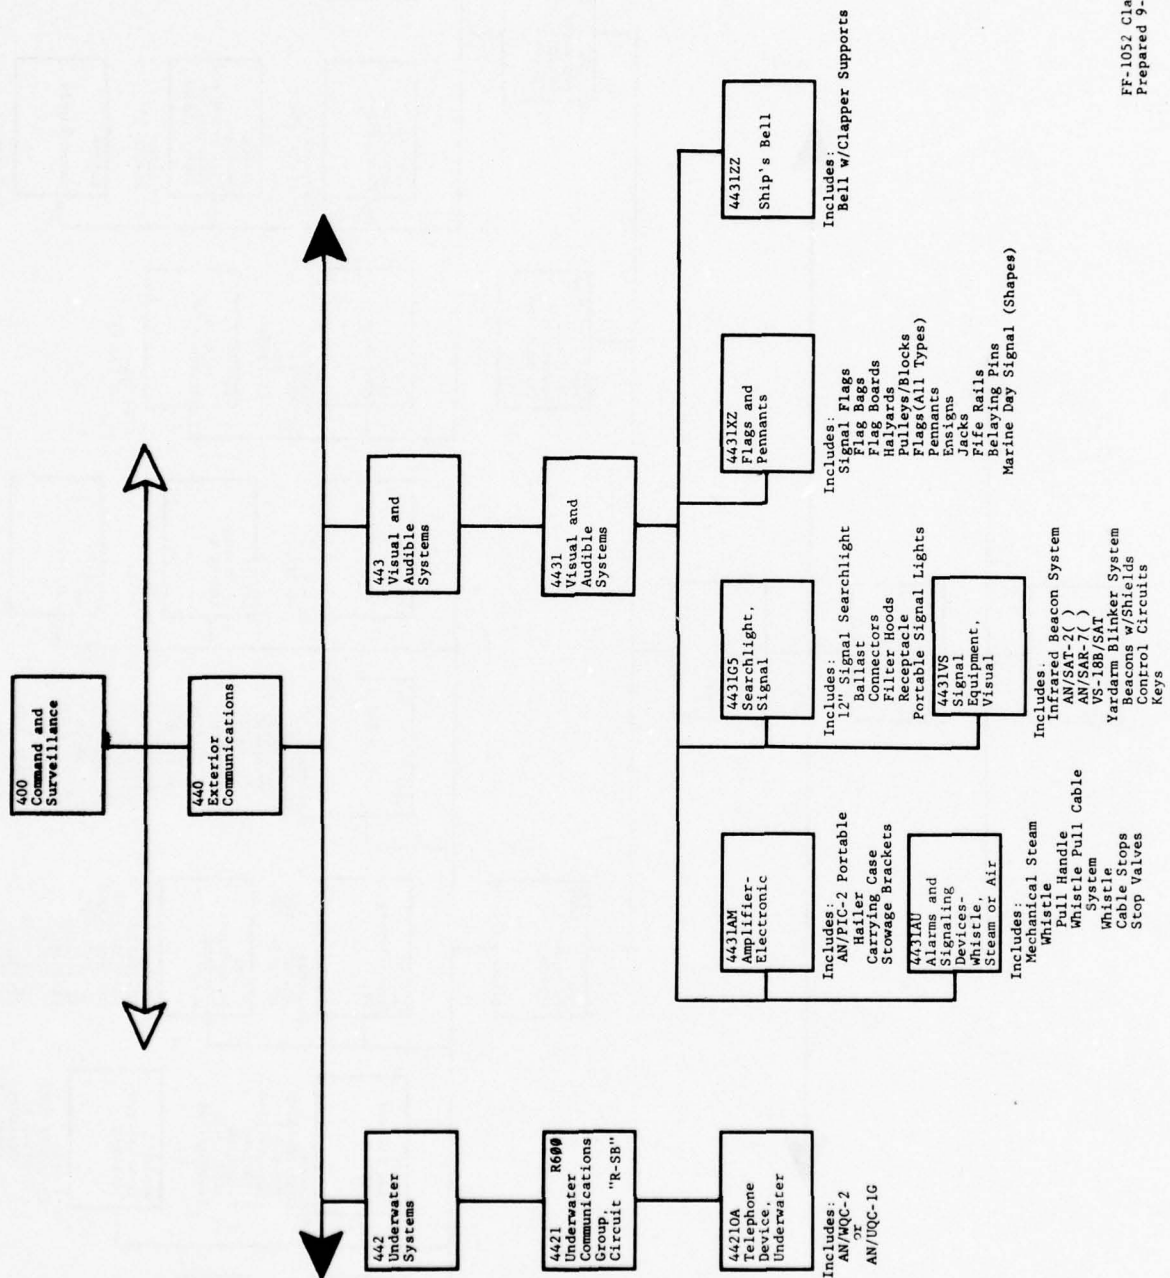 400
Command and
Surveillance
440
Exterior
Communications
442
Underwater
Systems
443
Visual and
Audible
Systems
4421 R600
Underwater
Communications
Group,
Circuit "R-SB"
4431
Visual and
Audible
Systems
44210A
Telephone
Device,
Underwater
Includes:
AN/WQC-2
or
AN/UQC-1G
4431AM
Amplifier-
Electronic
Includes:
AN/PIC-2 Portable
Hailer
Carrying Case
Stowage Brackets
4431AU
Alarms and
Signaling
Devices-
Whistle,
Steam or Air
Includes:
Mechanical Steam
Whistle
Pull Handle
Whistle Pull Cable
System
Whistle
Cable Stops
Stop Valves
4431G5
Searchlight,
Signal
Includes:
12" Signal Searchlight
Ballast
Connectors
Filter Hoods
Receptacle
Portable Signal Lights
4431VS
Signal
Equipment,
Visual
Includes:
Infrared Beacon System
AN/SAT-2( )
AN/SAR-7( )
VS-18B/SAT
Yardarm Blinker System
Beacons w/Shields
Control Circuits
Keys
4431XZ
Flags and
Pennants
Includes:
Signal Flags
Flag Bags
Flag Boards
Halyards
Pulleys/Blocks
Flags(All Types)
Pennants
Ensigns
Jacks
Fife Rails
Belaying Pins
Marine Day Signal (Shapes)
4431ZZ
Ship's Bell
Includes:
Bell w/Clapper Supports
FF-1052 Cla
Prepared 9-